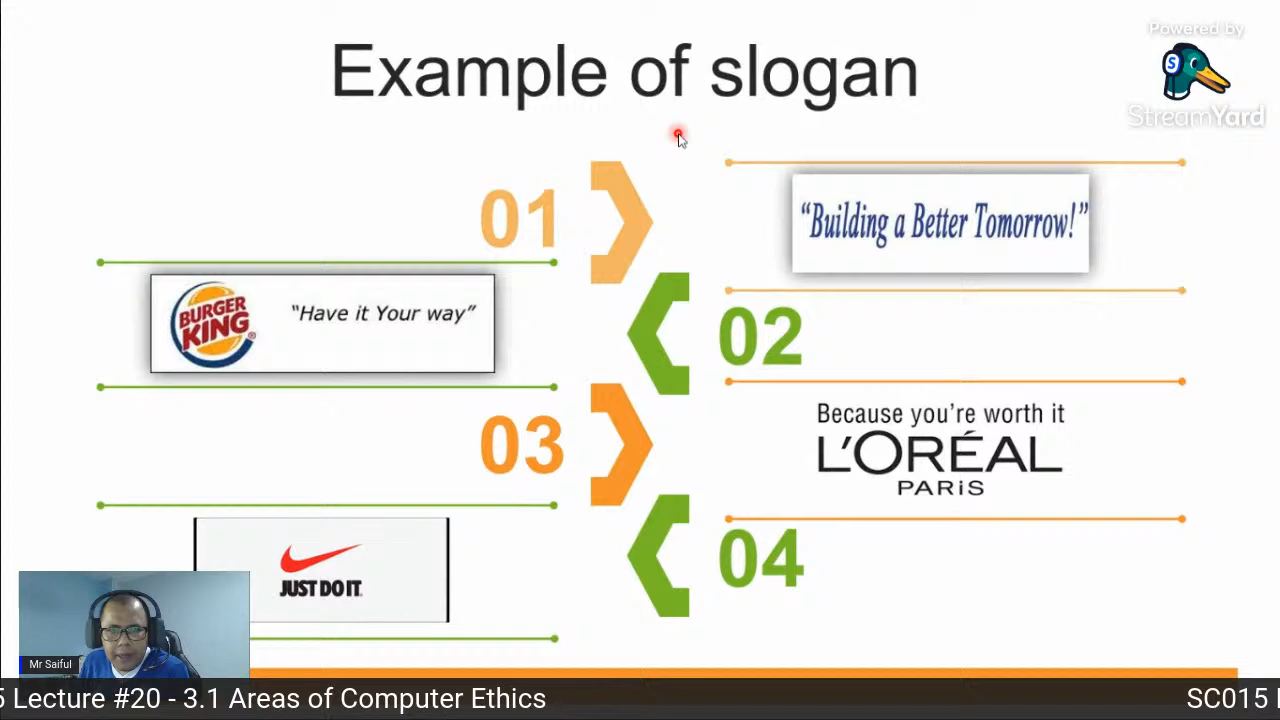 Example of slogan
Powered by
S
StreamYard
01
“Building a Better Tomorrow!”
BURGER
KING®
“Have it Your way”
02
03
Because you're worth it
L'ORÉAL
PARiS
JUST DO IT.
04
Mr Saiful
5 Lecture #20 - 3.1 Areas of Computer Ethics
SC015